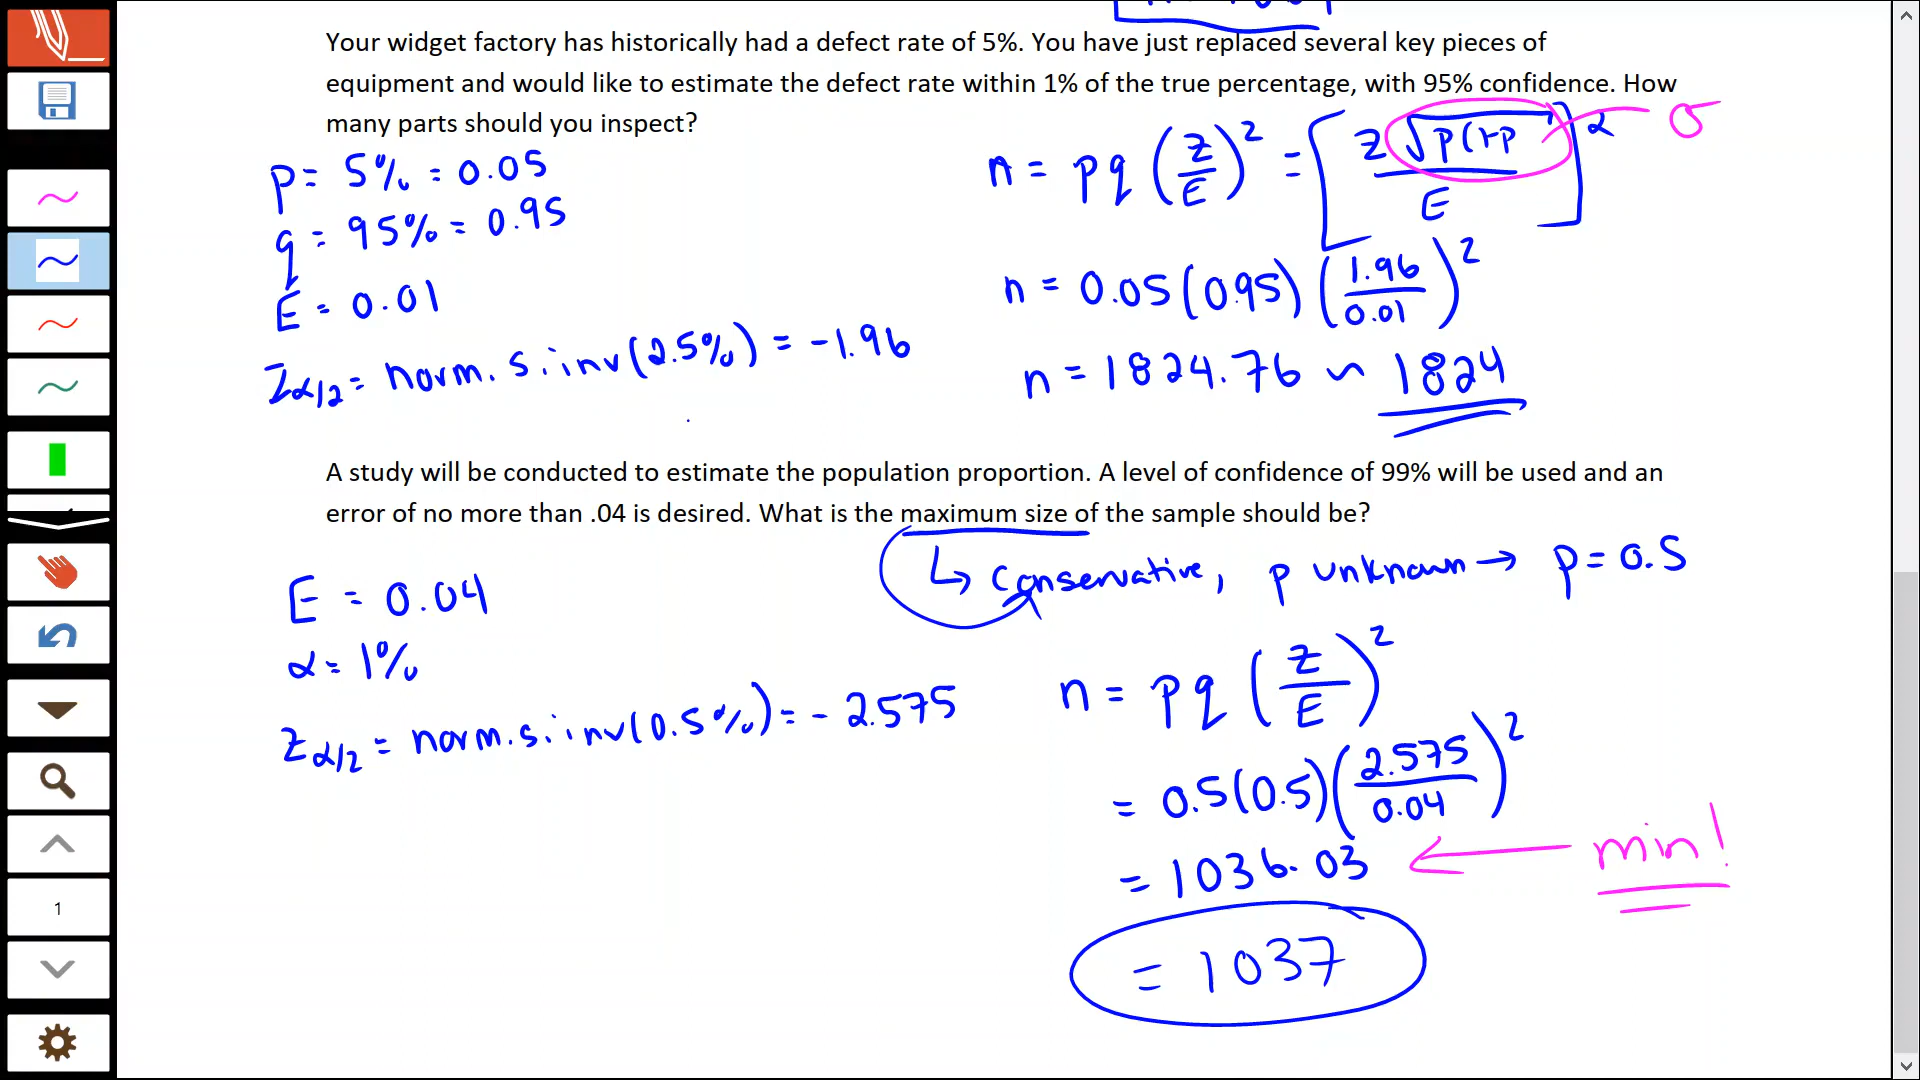 Your widget factory has historically had a defect rate of 5%. You have just replaced several key pieces of
equipment and would like to estimate the defect rate within 1% of the true percentage, with 95% confidence. How
many parts should you inspect?
p = 5% = 0.05
q = 95% = 0.95
E = 0.01
Zα/2 = norm.s.inv(2.5%) = -1.96
n = pq (Z/E)² = [Z√p(1-p / E]² σ
n = 0.05(0.95)(1.96/0.01)²
n = 1824.76 ~ 1824
A study will be conducted to estimate the population proportion. A level of confidence of 99% will be used and an
error of no more than .04 is desired. What is the maximum size of the sample should be?
↳ conservative, p unknown → p = 0.5
E = 0.04
α = 1%
Zα/2 = norm.s.inv(0.5%) = -2.575
n = pq (Z/E)²
= 0.5(0.5)(2.575/0.04)²
= 1036.03 ← min!
= 1037
1